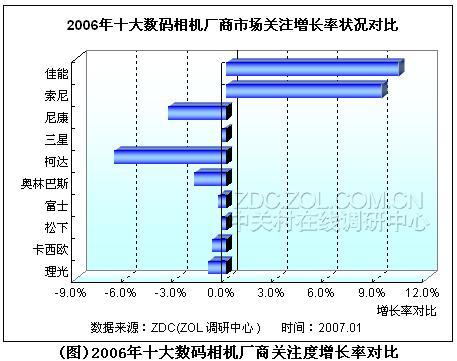 2006年十大数码相机厂商市场关注增长率状况对比
佳能
索尼
尼康
三星
柯达
奥林巴斯
富士
松下
卡西欧
理光
ZDC.ZOL.COM.CN
中关村在线调研中心
-9.0% -6.0% -3.0% 0.0% 3.0% 6.0% 9.0% 12.0%
增长率对比
数据来源：ZDC(ZOL调研中心) 时间：2007.01
(图)2006年十大数码相机厂商关注度增长率对比